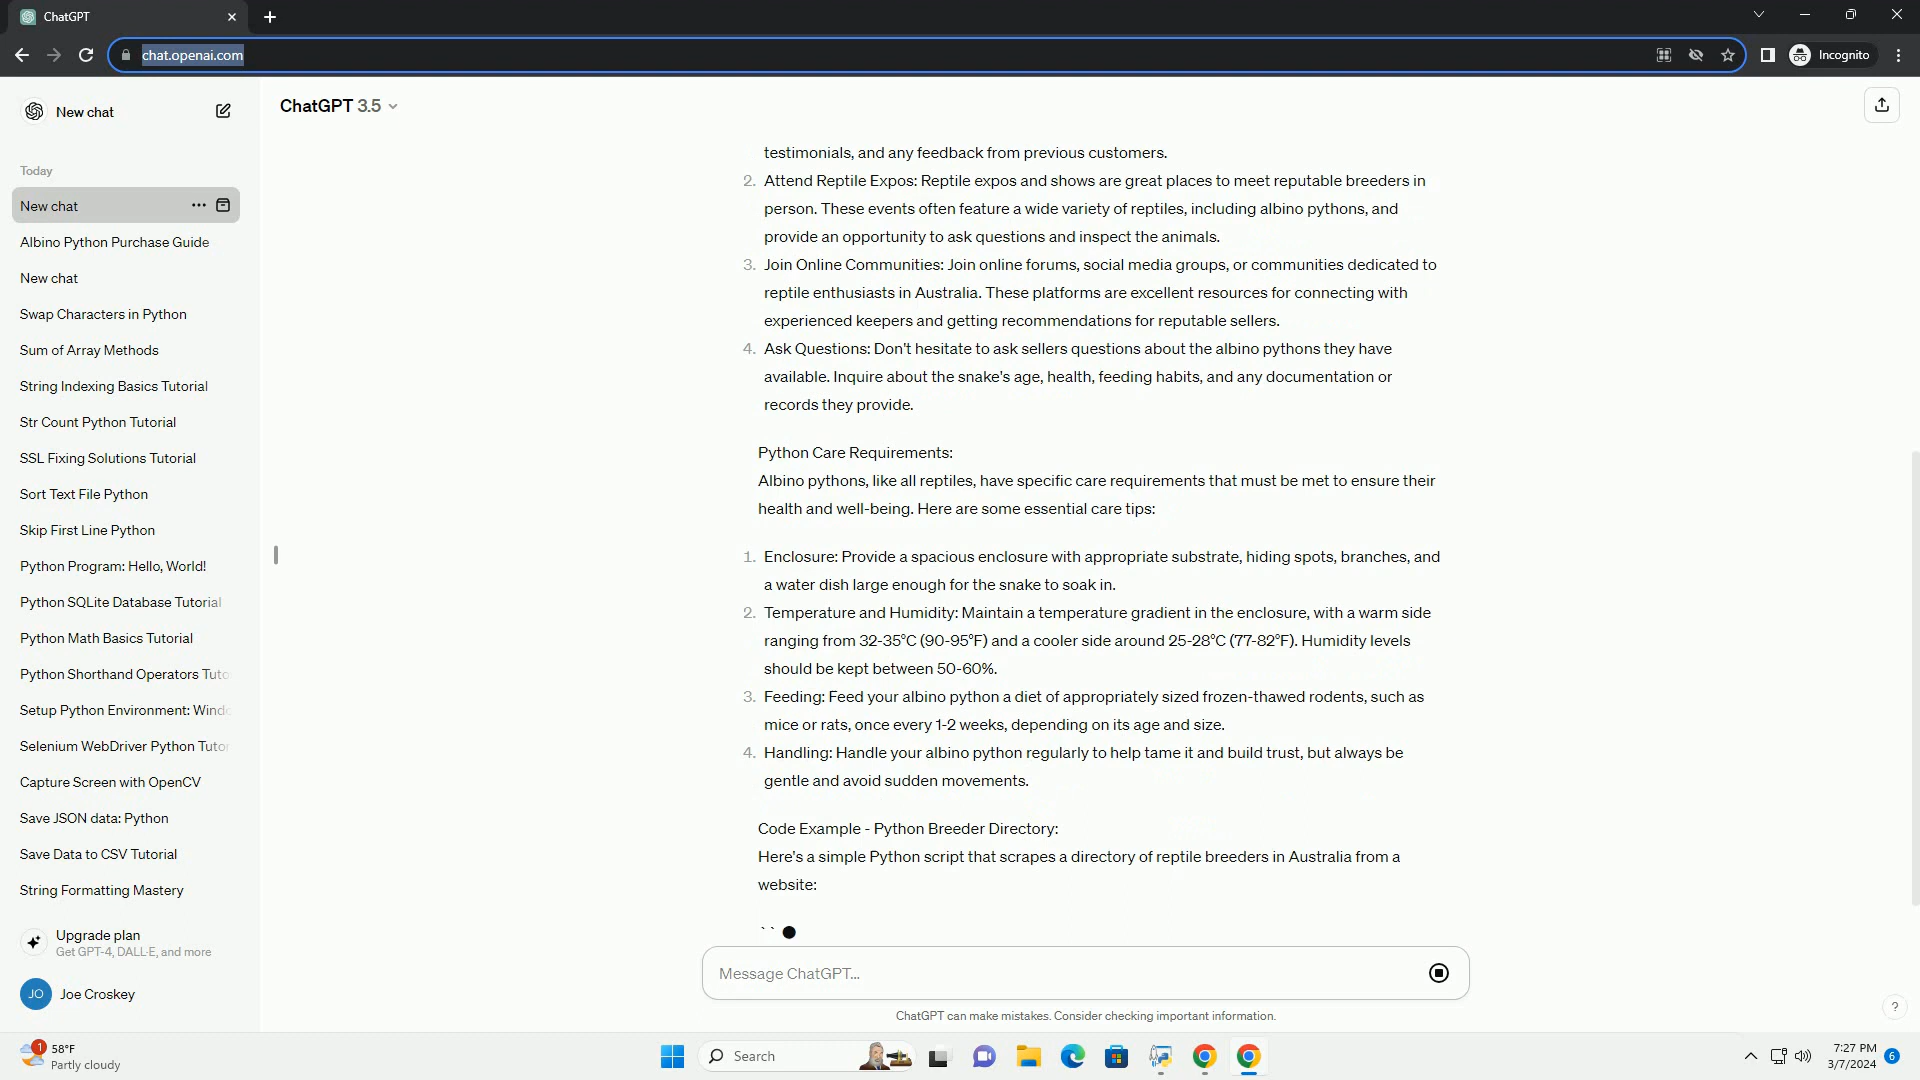 ChatGPT
chat.openai.com
Incognito
New chat
ChatGPT 3.5
Today
New chat
Albino Python Purchase Guide
New chat
Swap Characters in Python
Sum of Array Methods
String Indexing Basics Tutorial
Str Count Python Tutorial
SSL Fixing Solutions Tutorial
Sort Text File Python
Skip First Line Python
Python Program: Hello, World!
Python SQLite Database Tutorial
Python Math Basics Tutorial
Python Shorthand Operators Tuto
Setup Python Environment: Windo
Selenium WebDriver Python Tutor
Capture Screen with OpenCV
Save JSON data: Python
Save Data to CSV Tutorial
String Formatting Mastery
Upgrade plan
Get GPT-4, DALL·E, and more
JO Joe Croskey
testimonials, and any feedback from previous customers.
2. Attend Reptile Expos: Reptile expos and shows are great places to meet reputable breeders in
person. These events often feature a wide variety of reptiles, including albino pythons, and
provide an opportunity to ask questions and inspect the animals.
3. Join Online Communities: Join online forums, social media groups, or communities dedicated to
reptile enthusiasts in Australia. These platforms are excellent resources for connecting with
experienced keepers and getting recommendations for reputable sellers.
4. Ask Questions: Don't hesitate to ask sellers questions about the albino pythons they have
available. Inquire about the snake's age, health, feeding habits, and any documentation or
records they provide.
Python Care Requirements:
Albino pythons, like all reptiles, have specific care requirements that must be met to ensure their
health and well-being. Here are some essential care tips:
1. Enclosure: Provide a spacious enclosure with appropriate substrate, hiding spots, branches, and
a water dish large enough for the snake to soak in.
2. Temperature and Humidity: Maintain a temperature gradient in the enclosure, with a warm side
ranging from 32-35°C (90-95°F) and a cooler side around 25-28°C (77-82°F). Humidity levels
should be kept between 50-60%.
3. Feeding: Feed your albino python a diet of appropriately sized frozen-thawed rodents, such as
mice or rats, once every 1-2 weeks, depending on its age and size.
4. Handling: Handle your albino python regularly to help tame it and build trust, but always be
gentle and avoid sudden movements.
Code Example - Python Breeder Directory:
Here's a simple Python script that scrapes a directory of reptile breeders in Australia from a
website:
``
Message ChatGPT...
ChatGPT can make mistakes. Consider checking important information.
?
1
58°F
Partly cloudy
Search
7:27 PM
3/7/2024
6